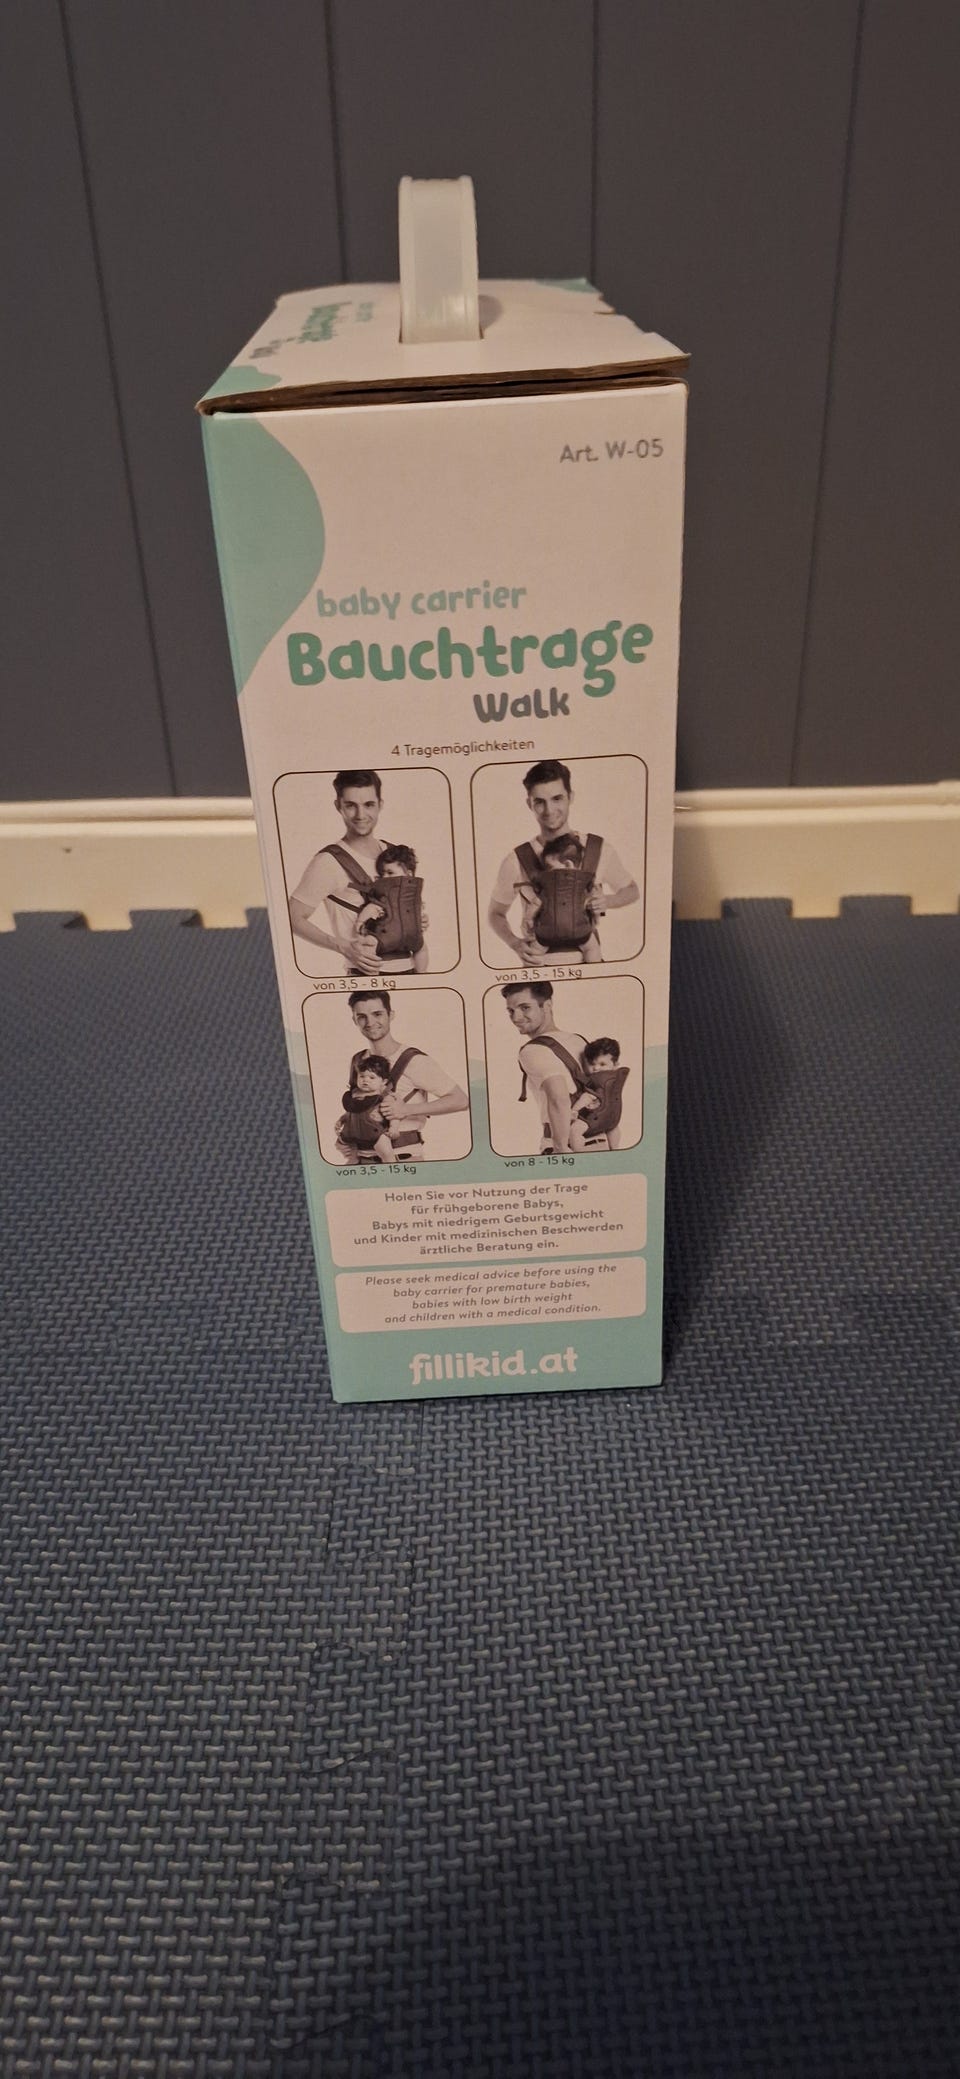 Bauchtrage
Art. W-05
baby carrier
Bauchtrage
Walk
4 Tragemöglichkeiten
von 3,5 - 8 kg
von 3,5 - 15 kg
von 3,5 - 15 kg
von 8 - 15 kg
Holen Sie vor Nutzung der Trage
für frühgeborene Babys,
Babys mit niedrigem Geburtsgewicht
und Kinder mit medizinischen Beschwerden
ärztliche Beratung ein.
Please seek medical advice before using the
baby carrier for premature babies,
babies with low birth weight
and children with a medical condition.
fillikid.at